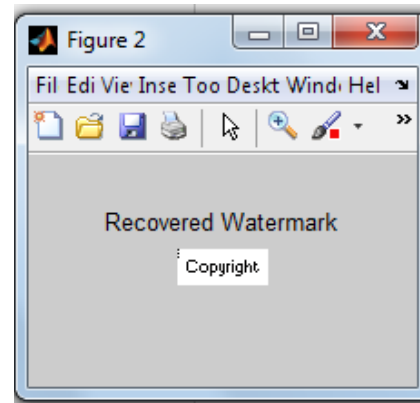 Figure 2
Fil Edi Vie Inse Too Deskt Wind Hel
Recovered Watermark
Copyright